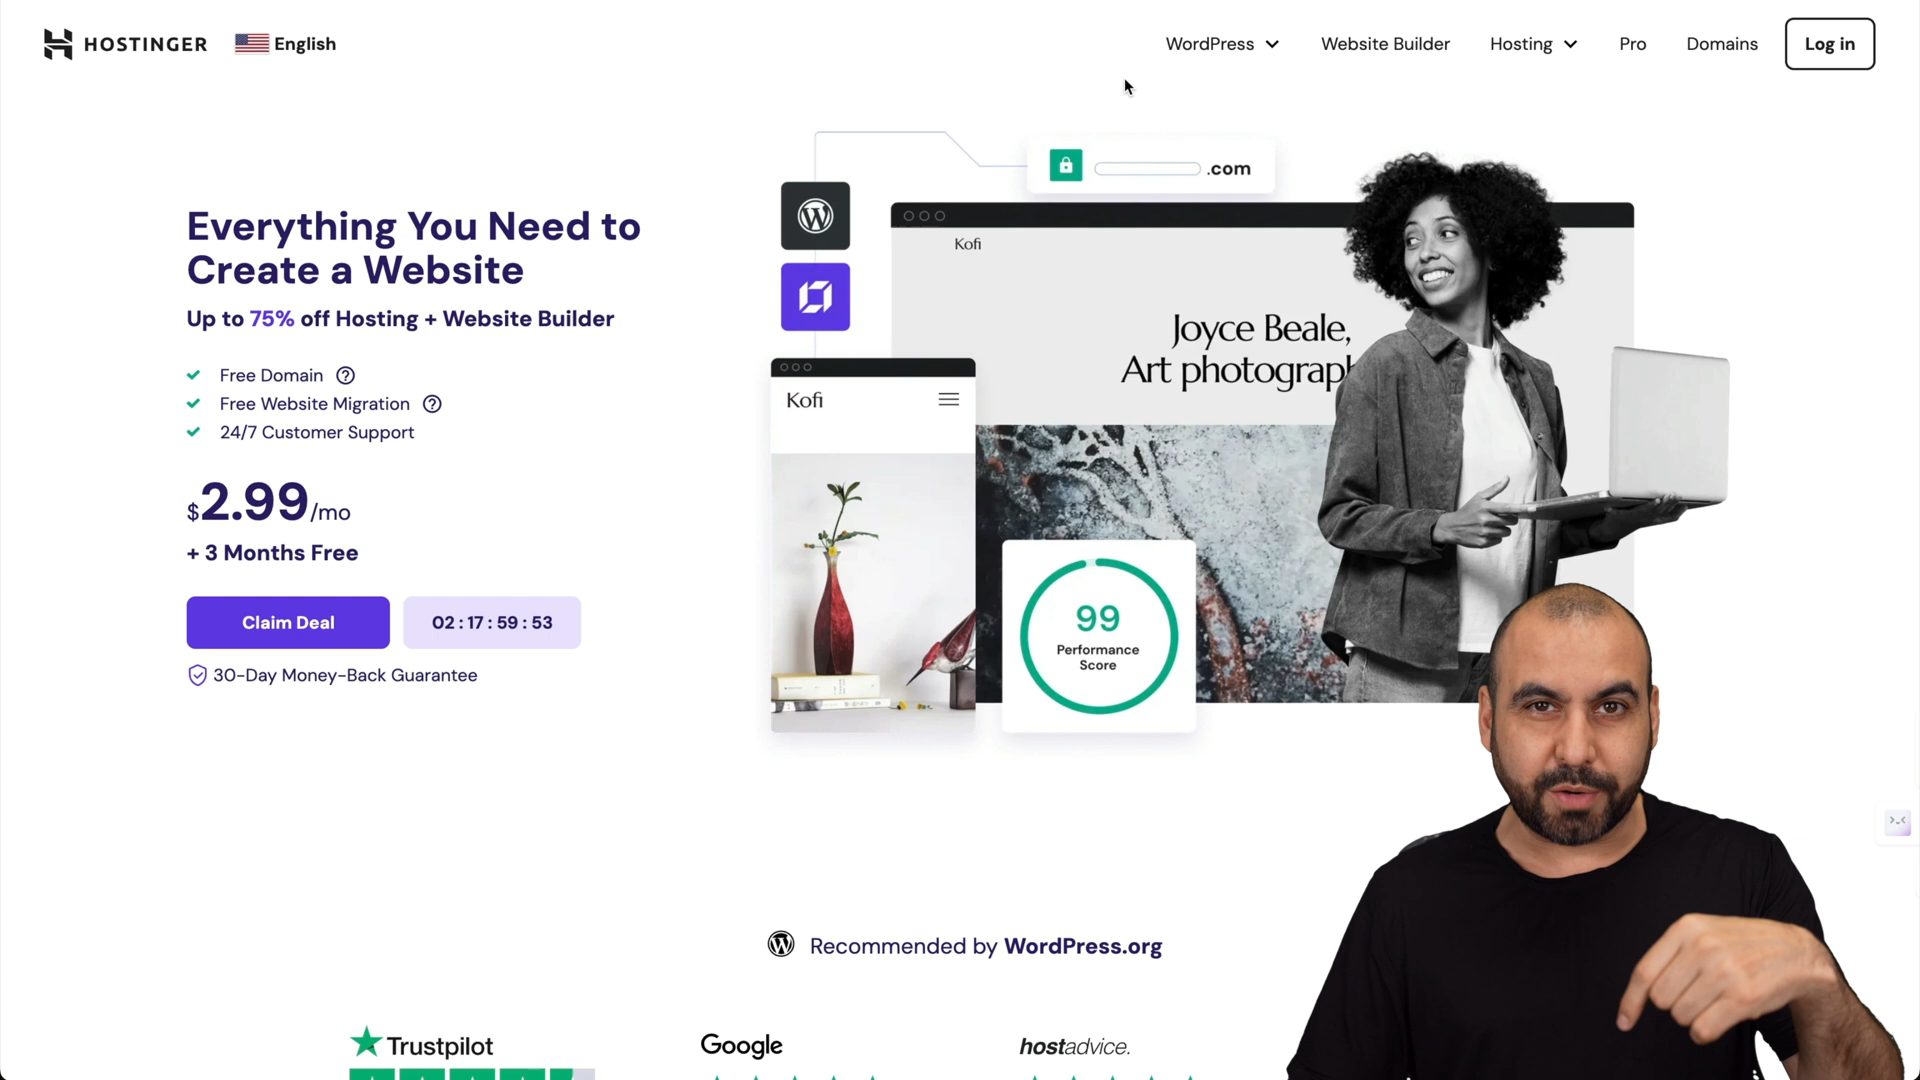 HOSTINGER
English
WordPress
Website Builder
Hosting
Pro
Domains
Log in
Everything You Need to
Create a Website
Up to 75% off Hosting + Website Builder
Free Domain
Free Website Migration
24/7 Customer Support
$2.99/mo
+ 3 Months Free
Claim Deal
02 : 17 : 59 : 53
30-Day Money-Back Guarantee
.com
Kofi
Joyce Beale,
Art photograph
Kofi
99
Performance
Score
Recommended by WordPress.org
Trustpilot
Google
hostadvice.